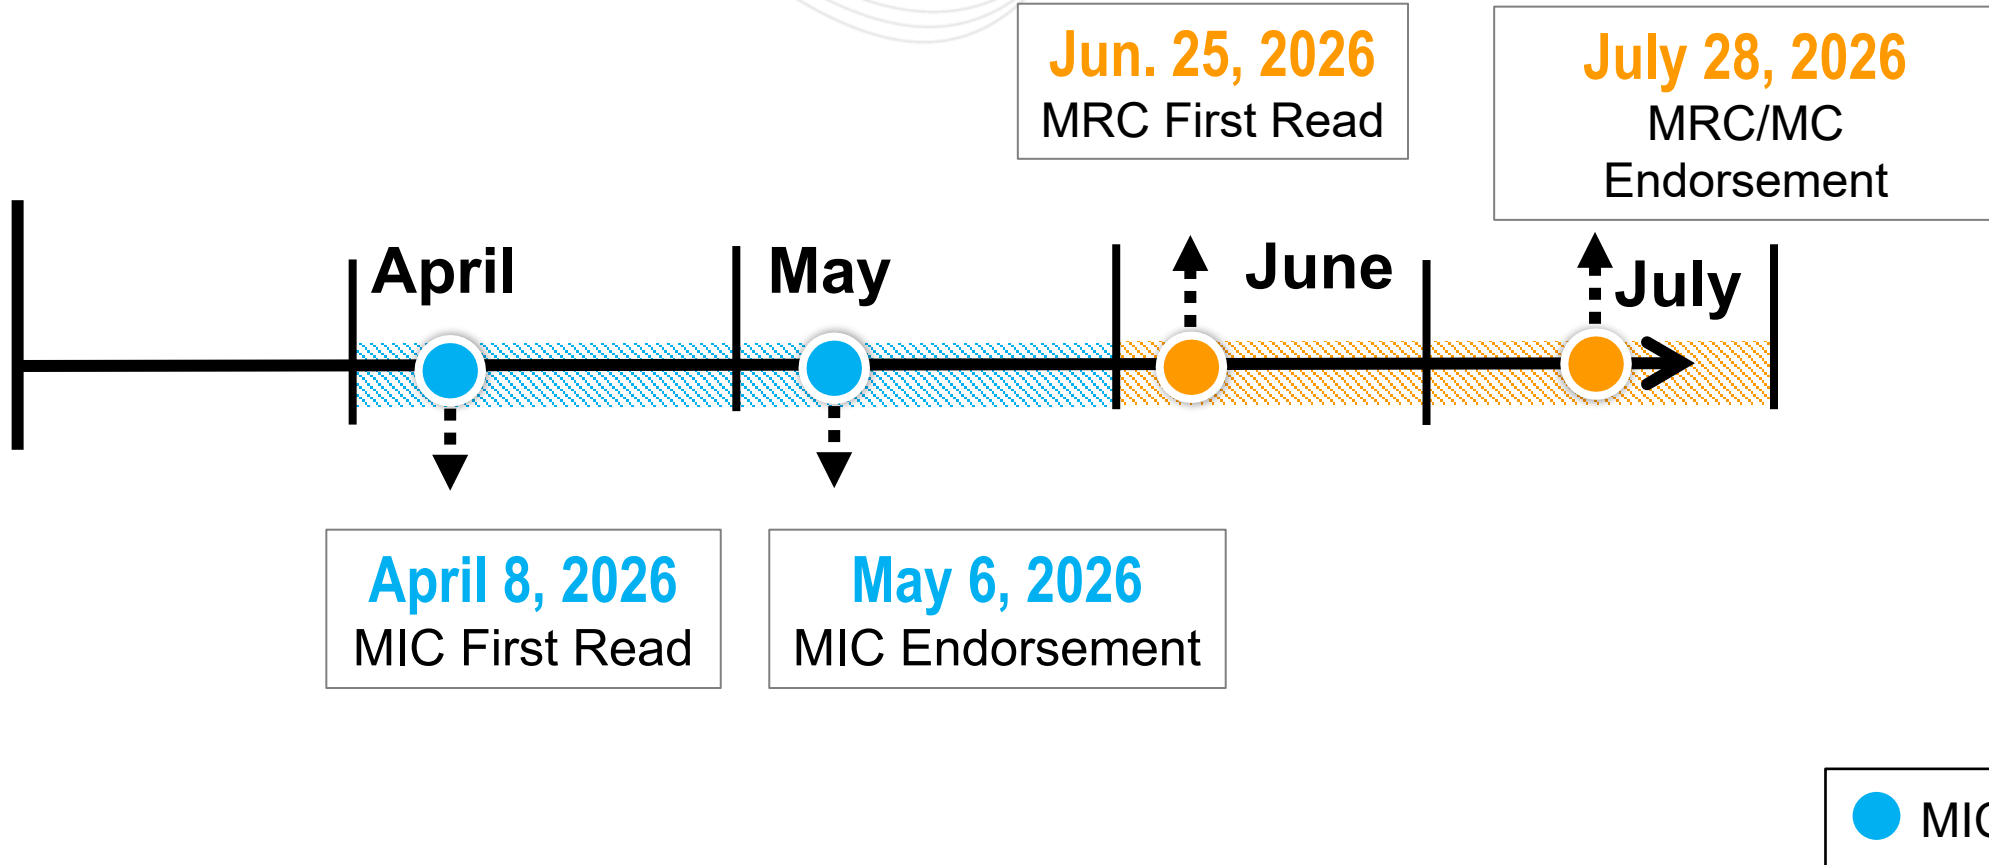 Jun. 25, 2026
MRC First Read
July 28, 2026
MRC/MC
Endorsement
April
May
June
July
April 8, 2026
MIC First Read
May 6, 2026
MIC Endorsement